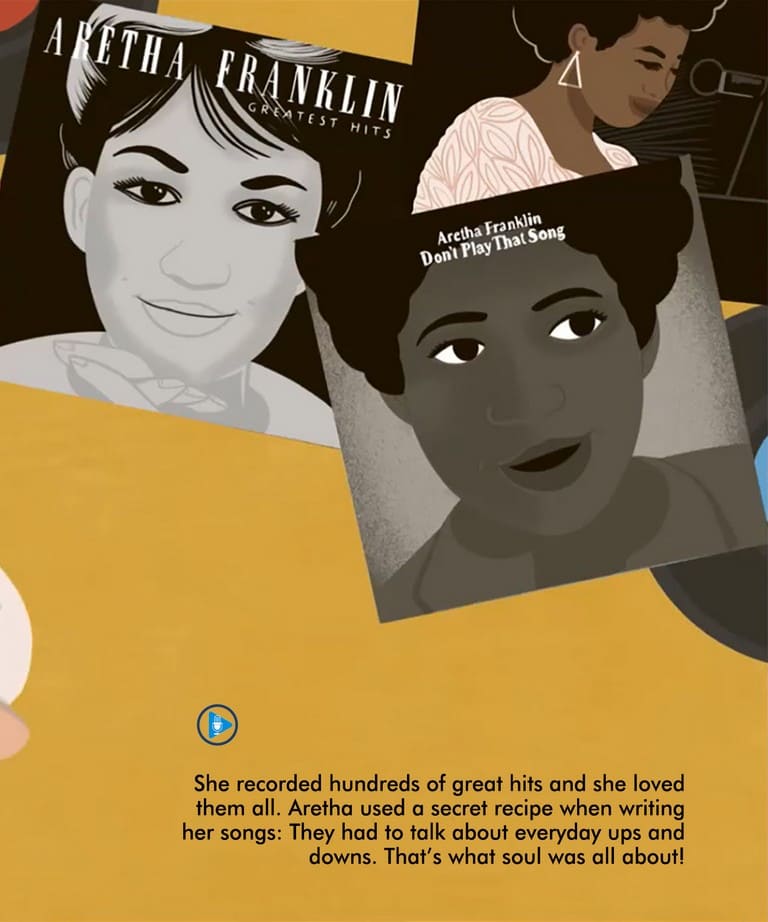 ARETHA FRANKLIN
GREATEST HITS
Aretha Franklin
Don't Play That Song
She recorded hundreds of great hits and she loved
them all. Aretha used a secret recipe when writing
her songs: They had to talk about everyday ups and
downs. That’s what soul was all about!